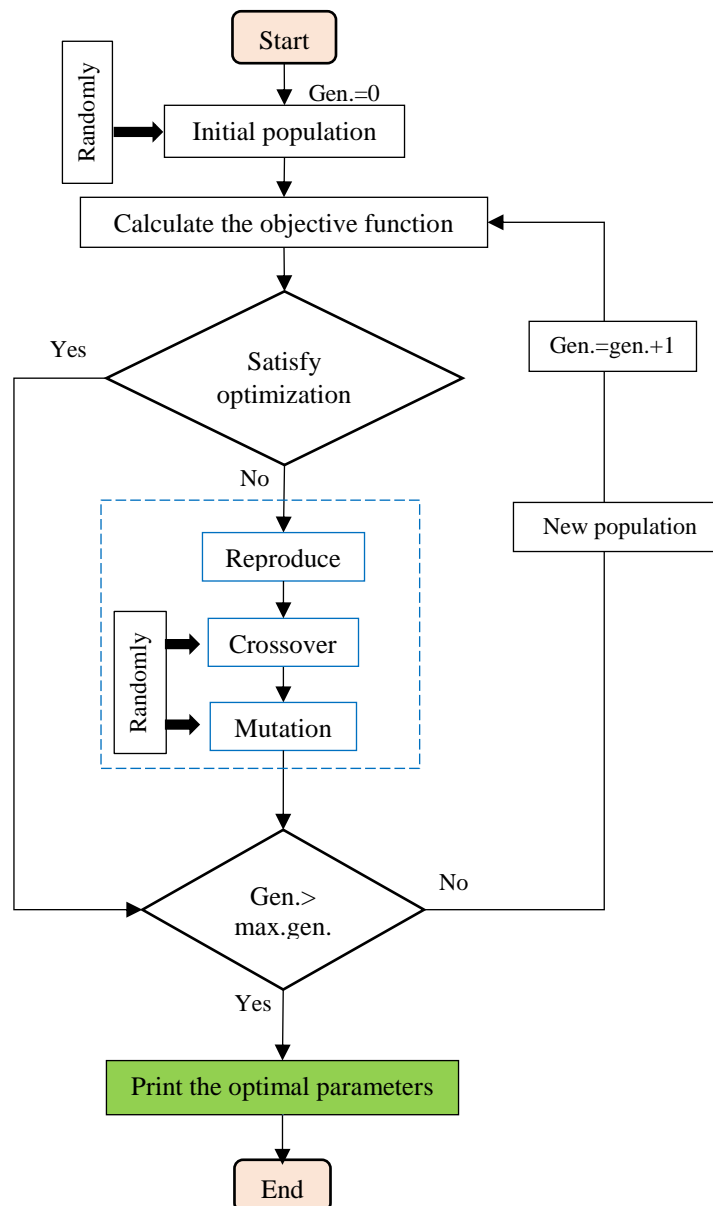 Start
Gen.=0
Randomly
Initial population
Calculate the objective function
Yes
Gen.=gen.+1
Satisfy
optimization
No
New population
Reproduce
Randomly
Crossover
Mutation
Gen.>
max.gen.
No
Yes
Print the optimal parameters
End